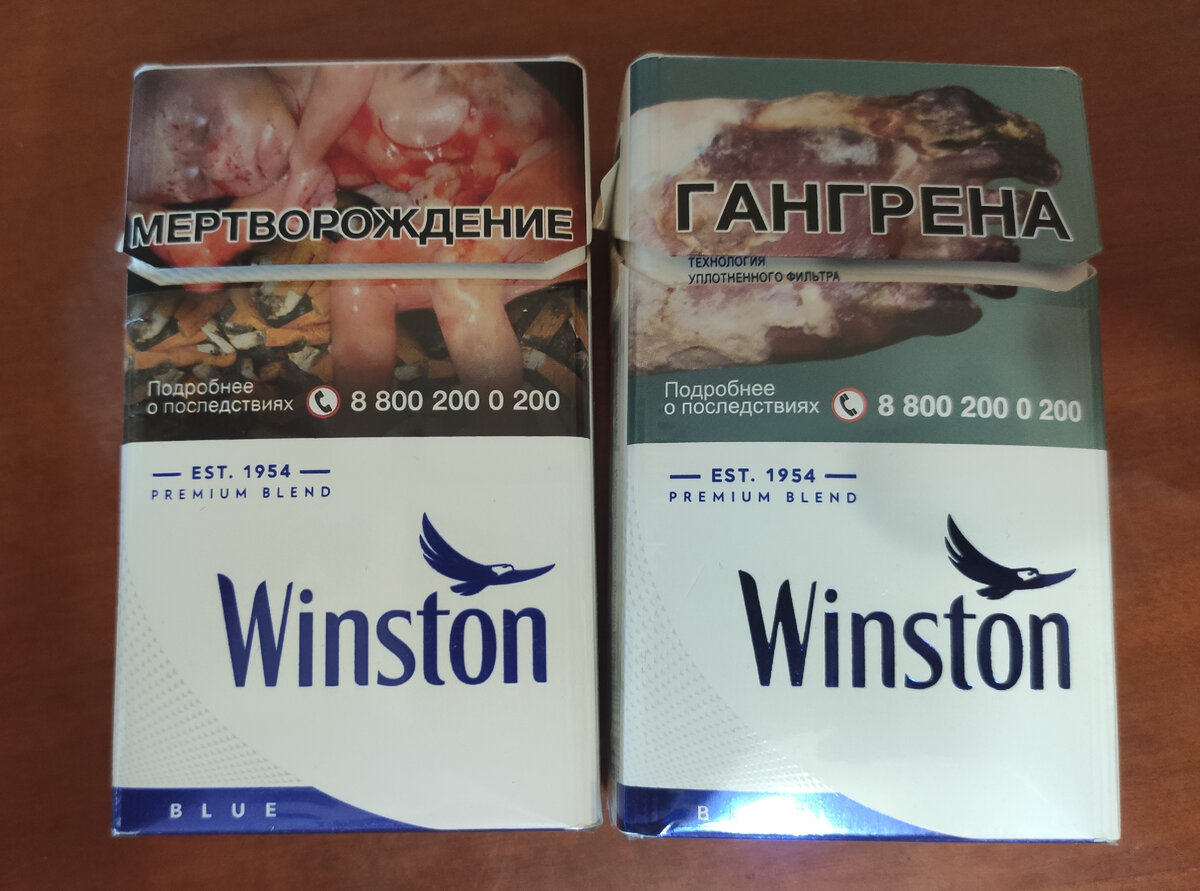 МЕРТВОРОЖДЕНИЕ
Подробнее
о последствиях
8 800 200 0 200
EST. 1954
PREMIUM BLEND
Winston
BLUE
ГАНГРЕНА
ТЕХНОЛОГИЯ
УПЛОТНЕННОГО ФИЛЬТРА
Подробнее
о последствиях
8 800 200 0 200
EST. 1954
PREMIUM BLEND
Winston